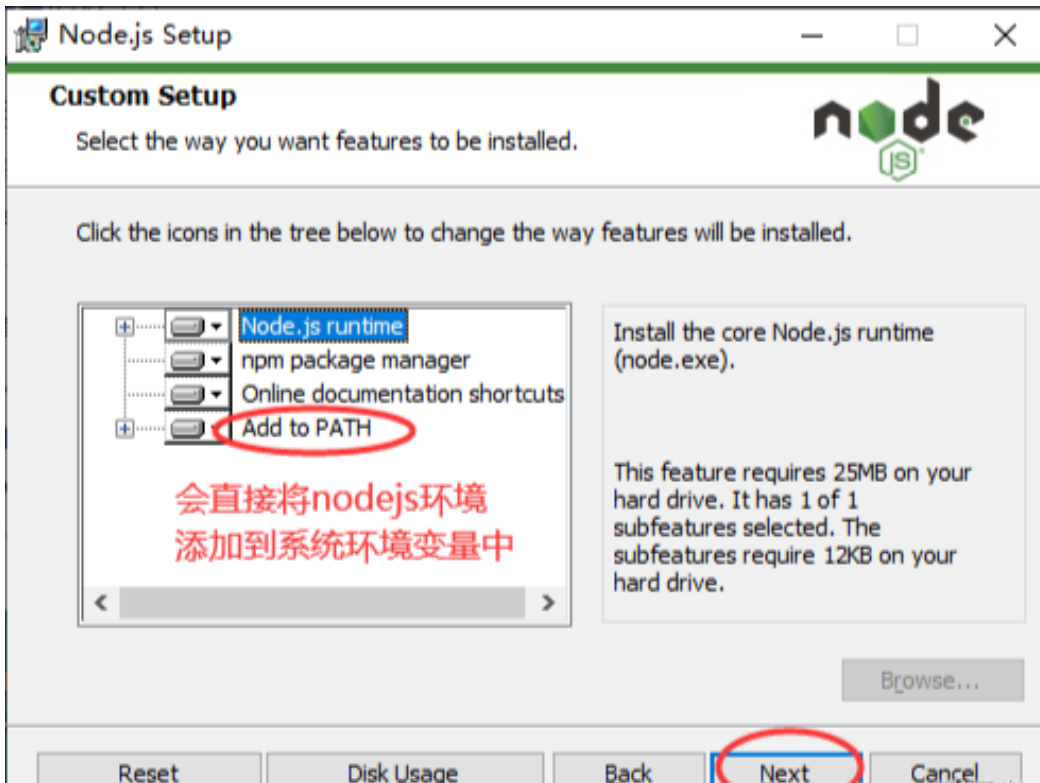 Node.js Setup
Custom Setup
Select the way you want features to be installed.
node
JS
Click the icons in the tree below to change the way features will be installed.
Node.js runtime
npm package manager
Online documentation shortcuts
Add to PATH
会直接将nodejs环境
添加到系统环境变量中
Install the core Node.js runtime
(node.exe).
This feature requires 25MB on your
hard drive. It has 1 of 1
subfeatures selected. The
subfeatures require 12KB on your
hard drive.
Browse...
Reset
Disk Usage
Back
Next
Cancel